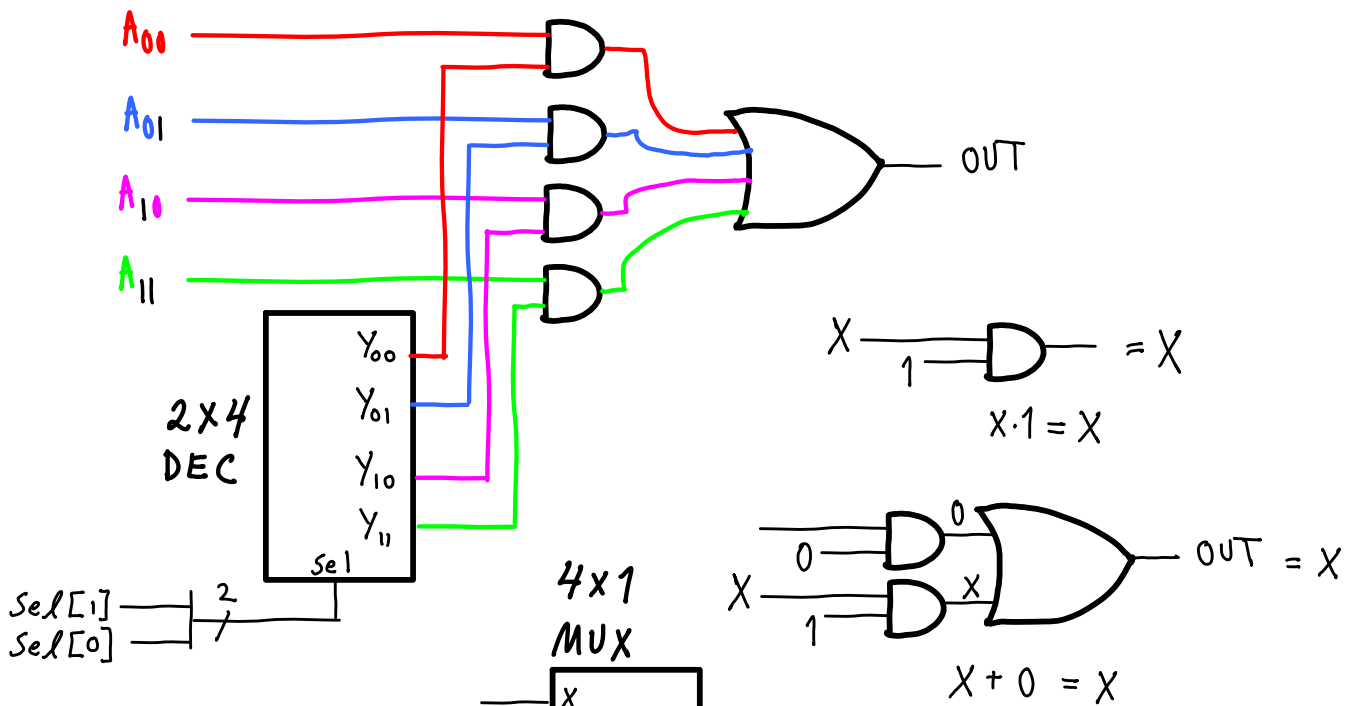 A00
A01
A10
A11
OUT
2X4
DEC
Y00
Y01
Y10
Y11
sel
Sel[1]
Sel[0]
2
X
1
= X
X·1 = X
0
0
X
X
1
OUT = X
X + 0 = X
4x1
MUX
X